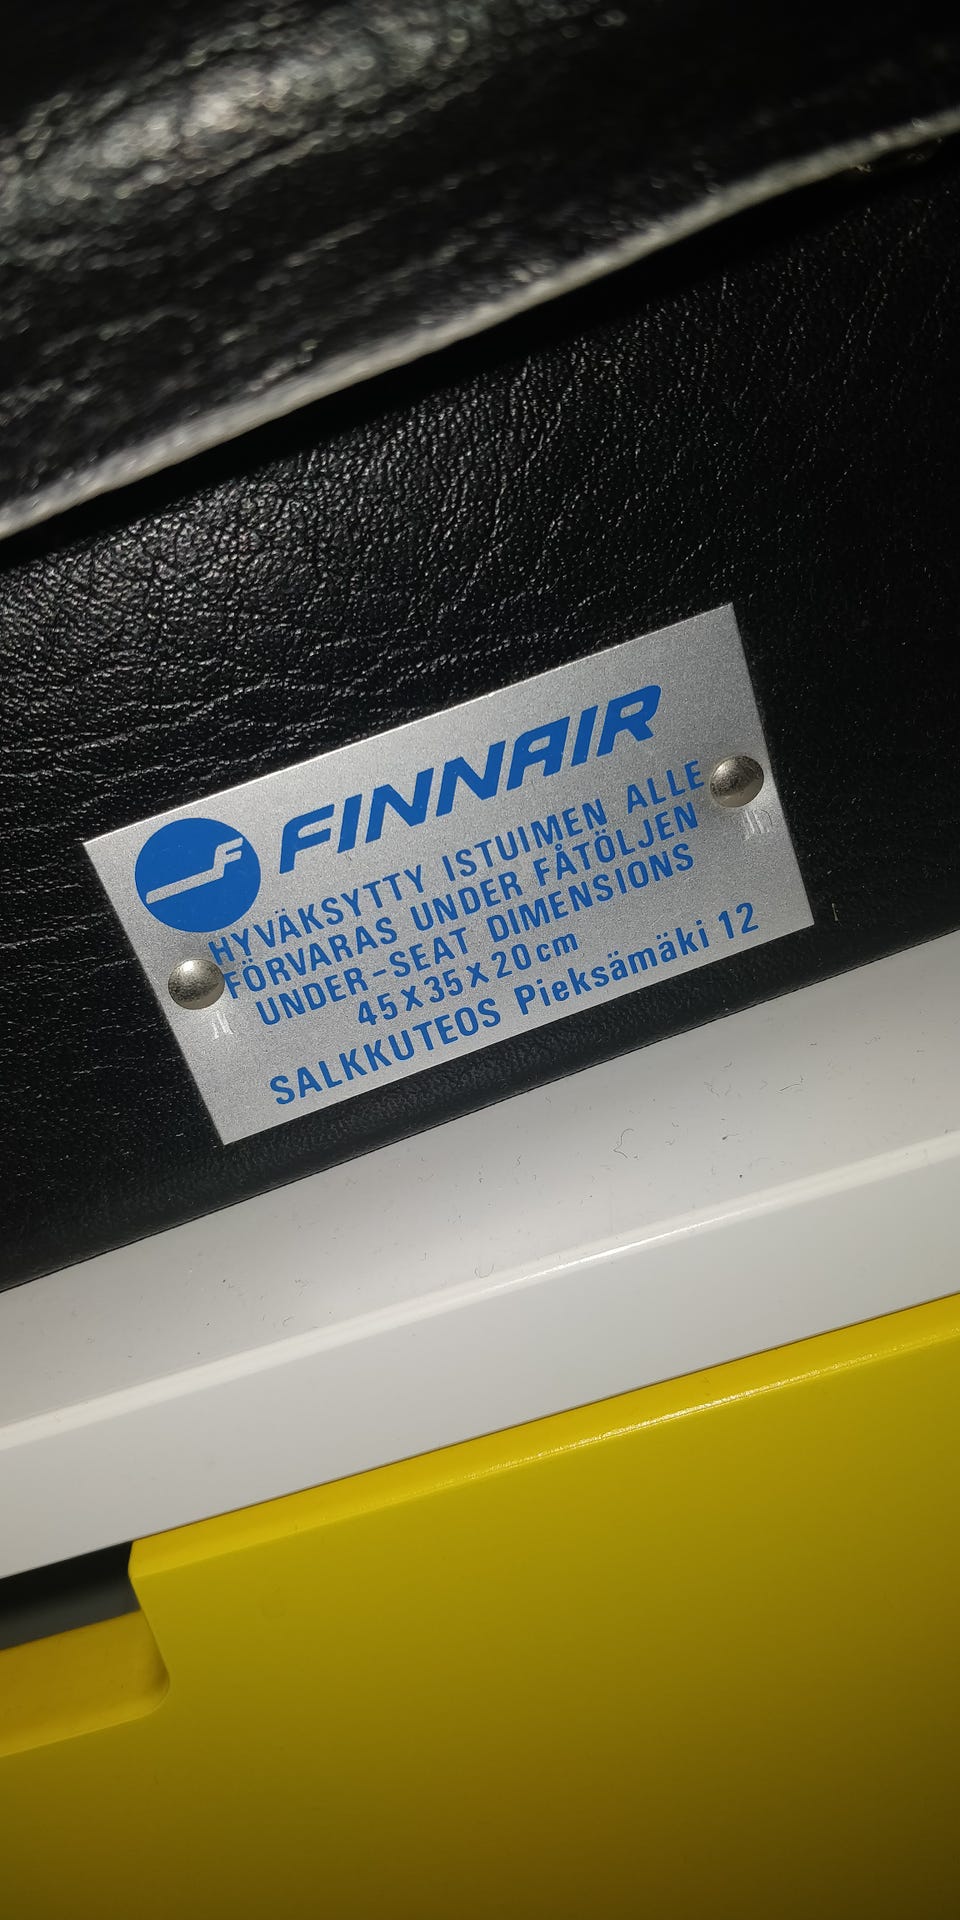 F FINNAIR
HYVÄKSYTTY ISTUIMEN ALLE
FÖRVARAS UNDER FÅTÖLJEN
UNDER-SEAT DIMENSIONS
45x35x20cm
SALKKUTEOS Pieksämäki 12